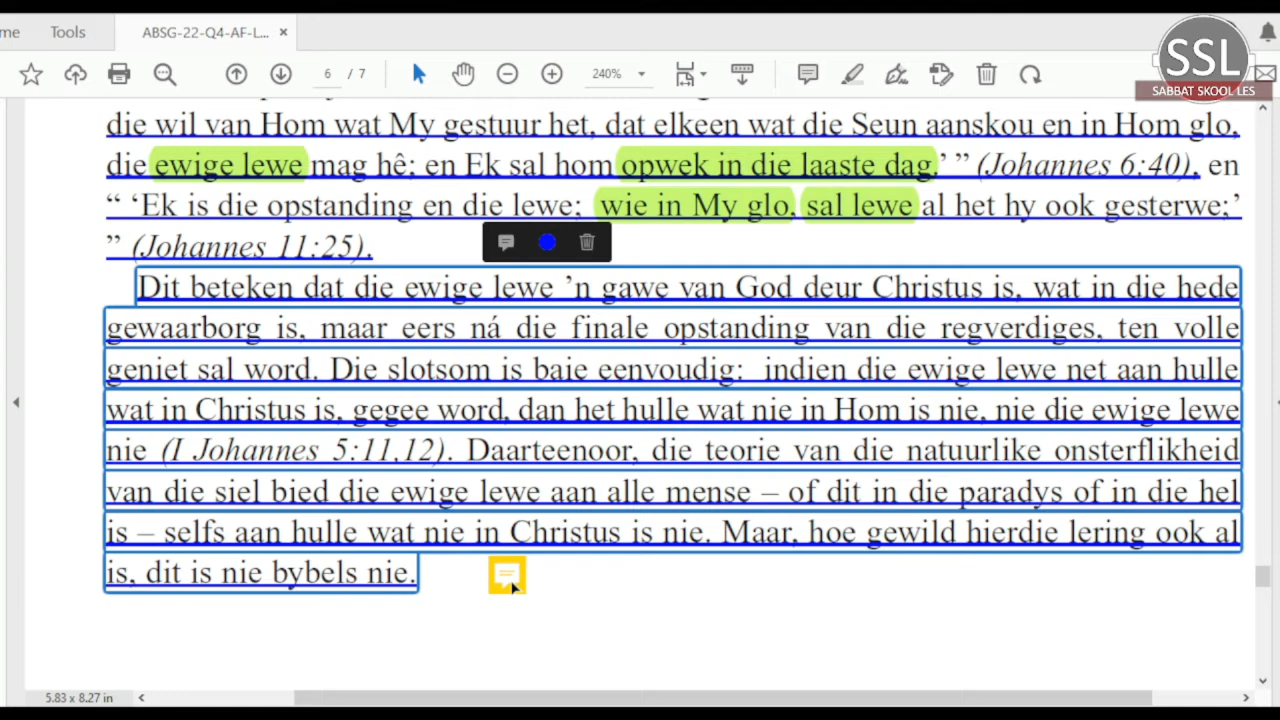 me Tools ABSG-22-Q4-AF-L... ×
SSL
SABBAT SKOOL LES
6 / 7 240%
die wil van Hom wat My gestuur het, dat elkeen wat die Seun aanskou en in Hom glo,
die ewige lewe mag hê; en Ek sal hom opwek in die laaste dag.’ ” (Johannes 6:40), en
“ ‘Ek is die opstanding en die lewe; wie in My glo, sal lewe al het hy ook gesterwe;’
” (Johannes 11:25).
Dit beteken dat die ewige lewe ’n gawe van God deur Christus is, wat in die hede
gewaarborg is, maar eers ná die finale opstanding van die regverdiges, ten volle
geniet sal word. Die slotsom is baie eenvoudig: indien die ewige lewe net aan hulle
wat in Christus is, gegee word, dan het hulle wat nie in Hom is nie, nie die ewige lewe
nie (I Johannes 5:11,12). Daarteenoor, die teorie van die natuurlike onsterflikheid
van die siel bied die ewige lewe aan alle mense – of dit in die paradys of in die hel
is – selfs aan hulle wat nie in Christus is nie. Maar, hoe gewild hierdie lering ook al
is, dit is nie bybels nie.
5.83 x 8.27 in